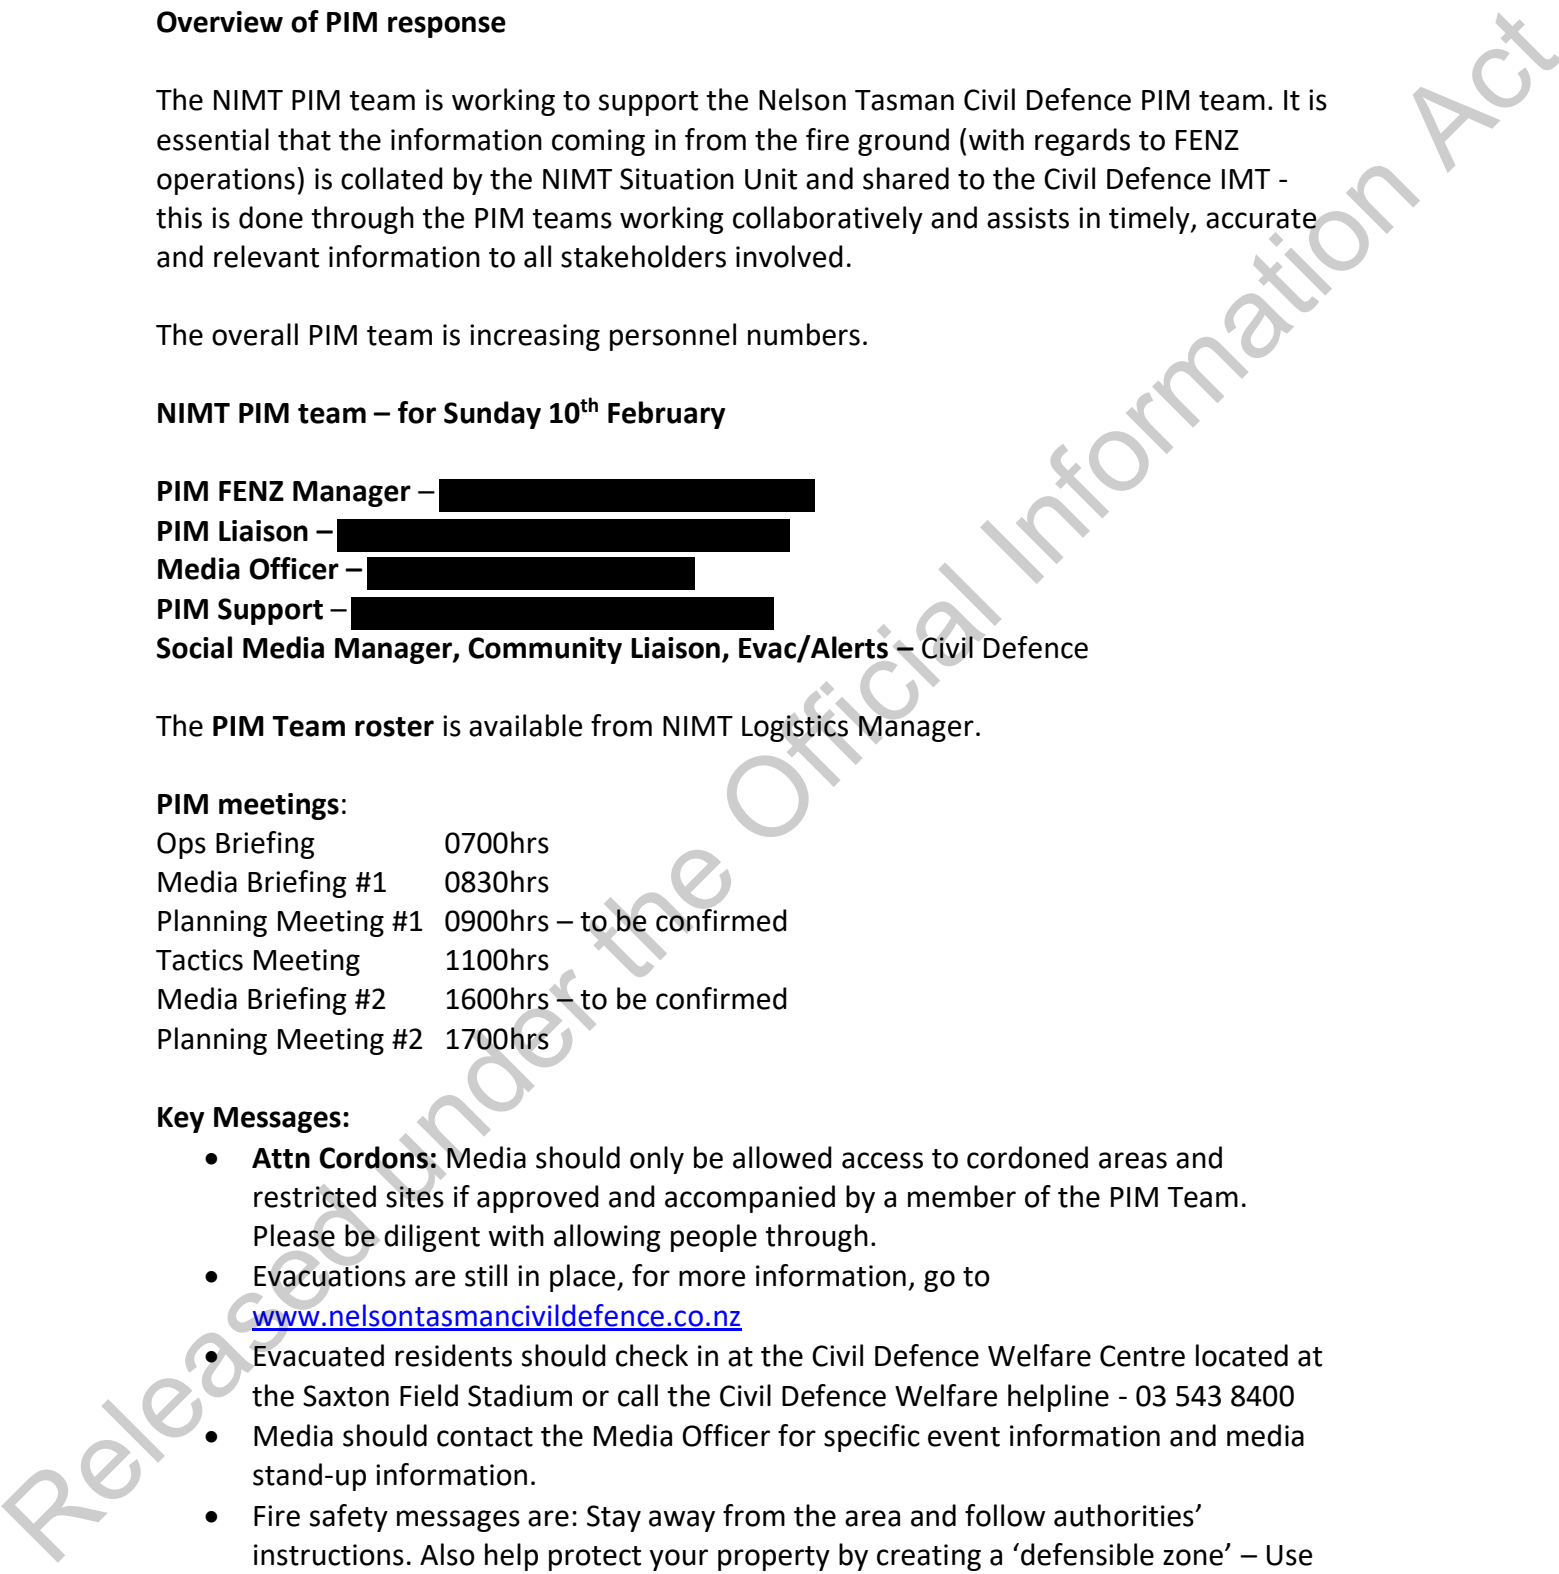 Overview of PIM response
The NIMT PIM team is working to support the Nelson Tasman Civil Defence PIM team. It is
essential that the information coming in from the fire ground (with regards to FENZ
operations) is collated by the NIMT Situation Unit and shared to the Civil Defence IMT -
this is done through the PIM teams working collaboratively and assists in timely, accurate
and relevant information to all stakeholders involved.
The overall PIM team is increasing personnel numbers.
NIMT PIM team – for Sunday 10th February
PIM FENZ Manager –
PIM Liaison –
Media Officer –
PIM Support –
Social Media Manager, Community Liaison, Evac/Alerts – Civil Defence
The PIM Team roster is available from NIMT Logistics Manager.
PIM meetings:
Ops Briefing 0700hrs
Media Briefing #1 0830hrs
Planning Meeting #1 0900hrs – to be confirmed
Tactics Meeting 1100hrs
Media Briefing #2 1600hrs – to be confirmed
Planning Meeting #2 1700hrs
Key Messages:
• Attn Cordons: Media should only be allowed access to cordoned areas and
restricted sites if approved and accompanied by a member of the PIM Team.
Please be diligent with allowing people through.
• Evacuations are still in place, for more information, go to
www.nelsontasmancivildefence.co.nz
• Evacuated residents should check in at the Civil Defence Welfare Centre located at
the Saxton Field Stadium or call the Civil Defence Welfare helpline - 03 543 8400
• Media should contact the Media Officer for specific event information and media
stand-up information.
• Fire safety messages are: Stay away from the area and follow authorities’
instructions. Also help protect your property by creating a ‘defensible zone’ – Use
Released under the Official Information Act